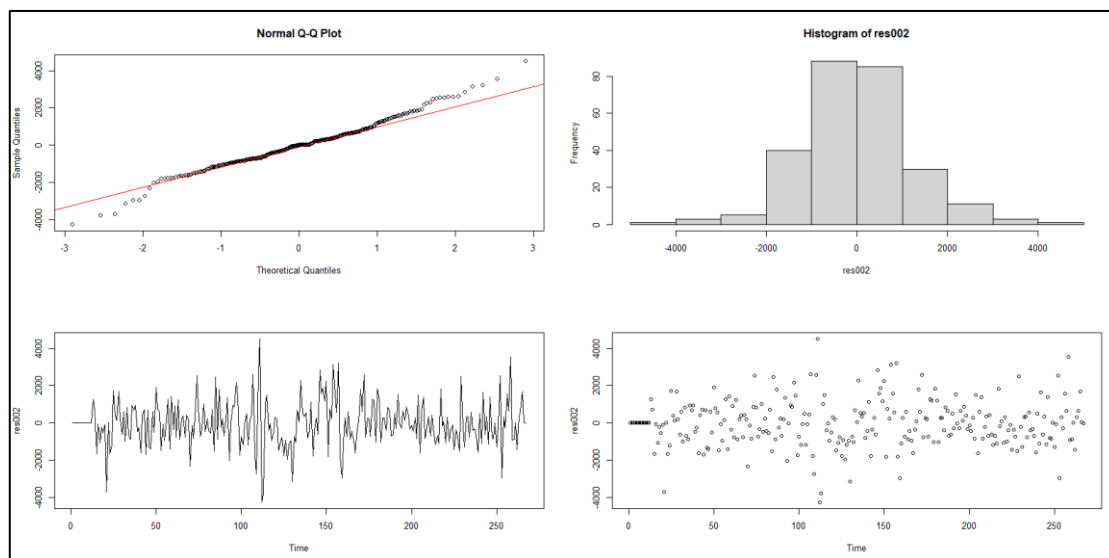 Normal Q-Q Plot
Sample Quantiles
4000
2000
0
-2000
-4000
-3 -2 -1 0 1 2 3
Theoretical Quantiles
Histogram of res002
Frequency
80
60
40
20
0
-4000 -2000 0 2000 4000
res002
res002
4000
2000
0
-2000
-4000
0 50 100 150 200 250
Time
res002
4000
2000
0
-2000
-4000
0 50 100 150 200 250
Time